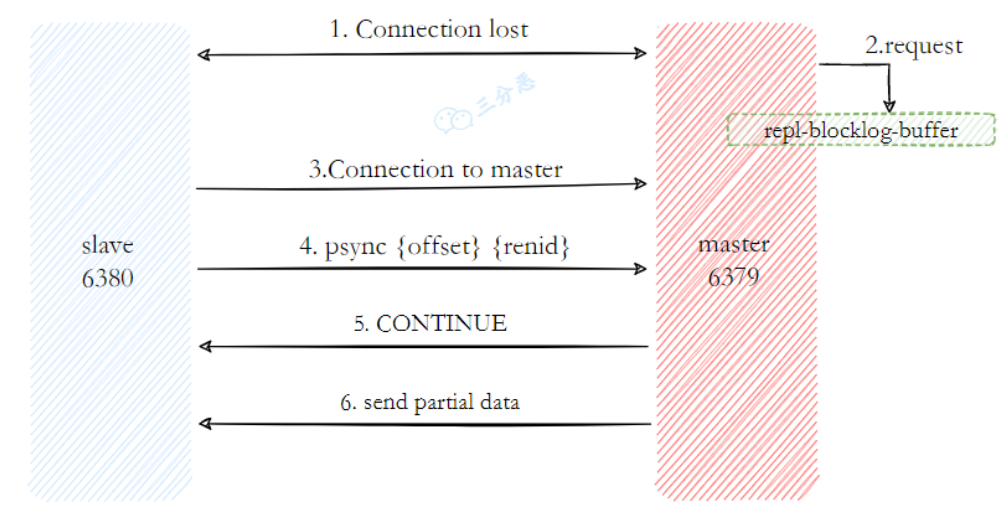 1. Connection lost
2.request
三分恶
repl-blocklog-buffer
3.Connection to master
slave
6380
4. psync {offset} {renid}
master
6379
5. CONTINUE
6. send partial data